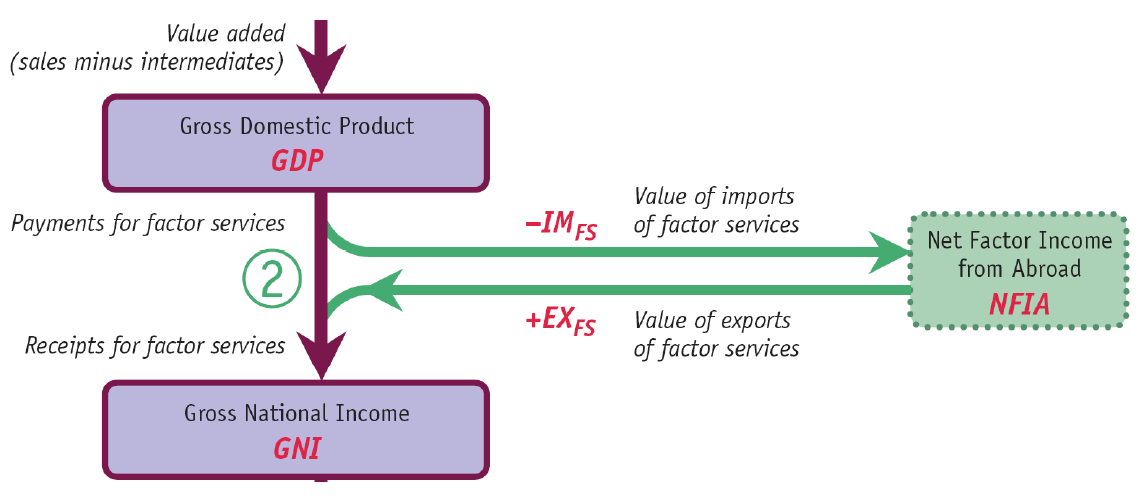 Value added
(sales minus intermediates)
Gross Domestic Product
GDP
Payments for factor services
–IM_FS
Value of imports
of factor services
Net Factor Income
from Abroad
NFIA
2
+EX_FS
Value of exports
of factor services
Receipts for factor services
Gross National Income
GNI